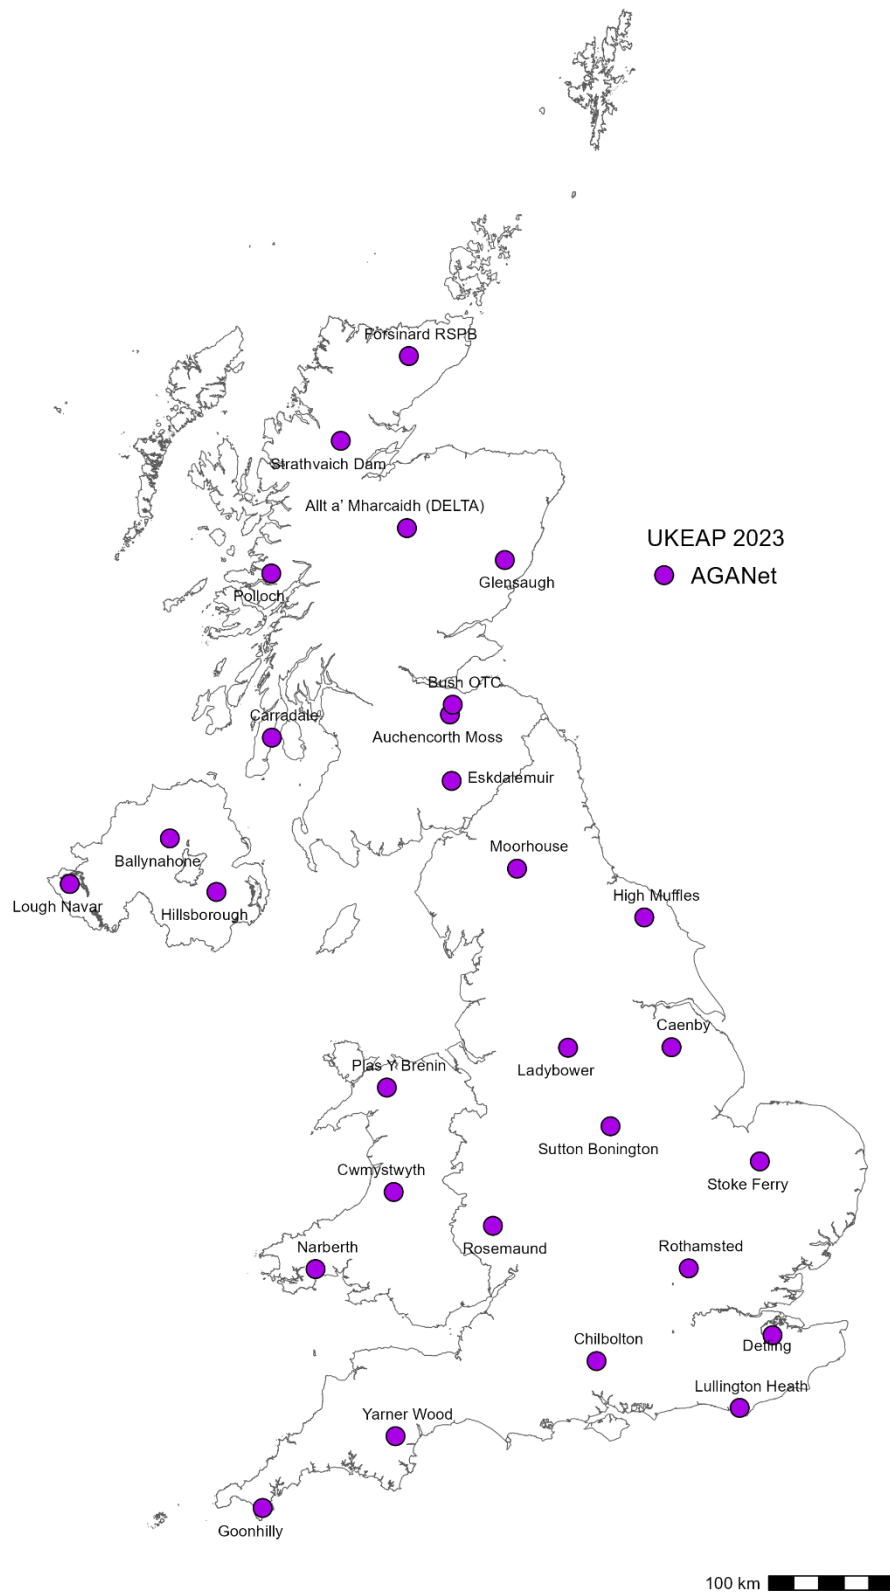 Forsinard RSPB
Strathvaich Dam
Allt a' Mharcaidh (DELTA)
UKEAP 2023
AGANet
Glensaugh
Polloch
Bush OTC
Carradale
Auchencorth Moss
Eskdalemuir
Moorhouse
Ballynahone
High Muffles
Lough Navar
Hillsborough
Caenby
Plas Y Brenin
Ladybower
Sutton Bonington
Cwmystwyth
Stoke Ferry
Narberth
Rosemaund
Rothamsted
Chilbolton
Detling
Lullington Heath
Yarner Wood
Goonhilly
100 km